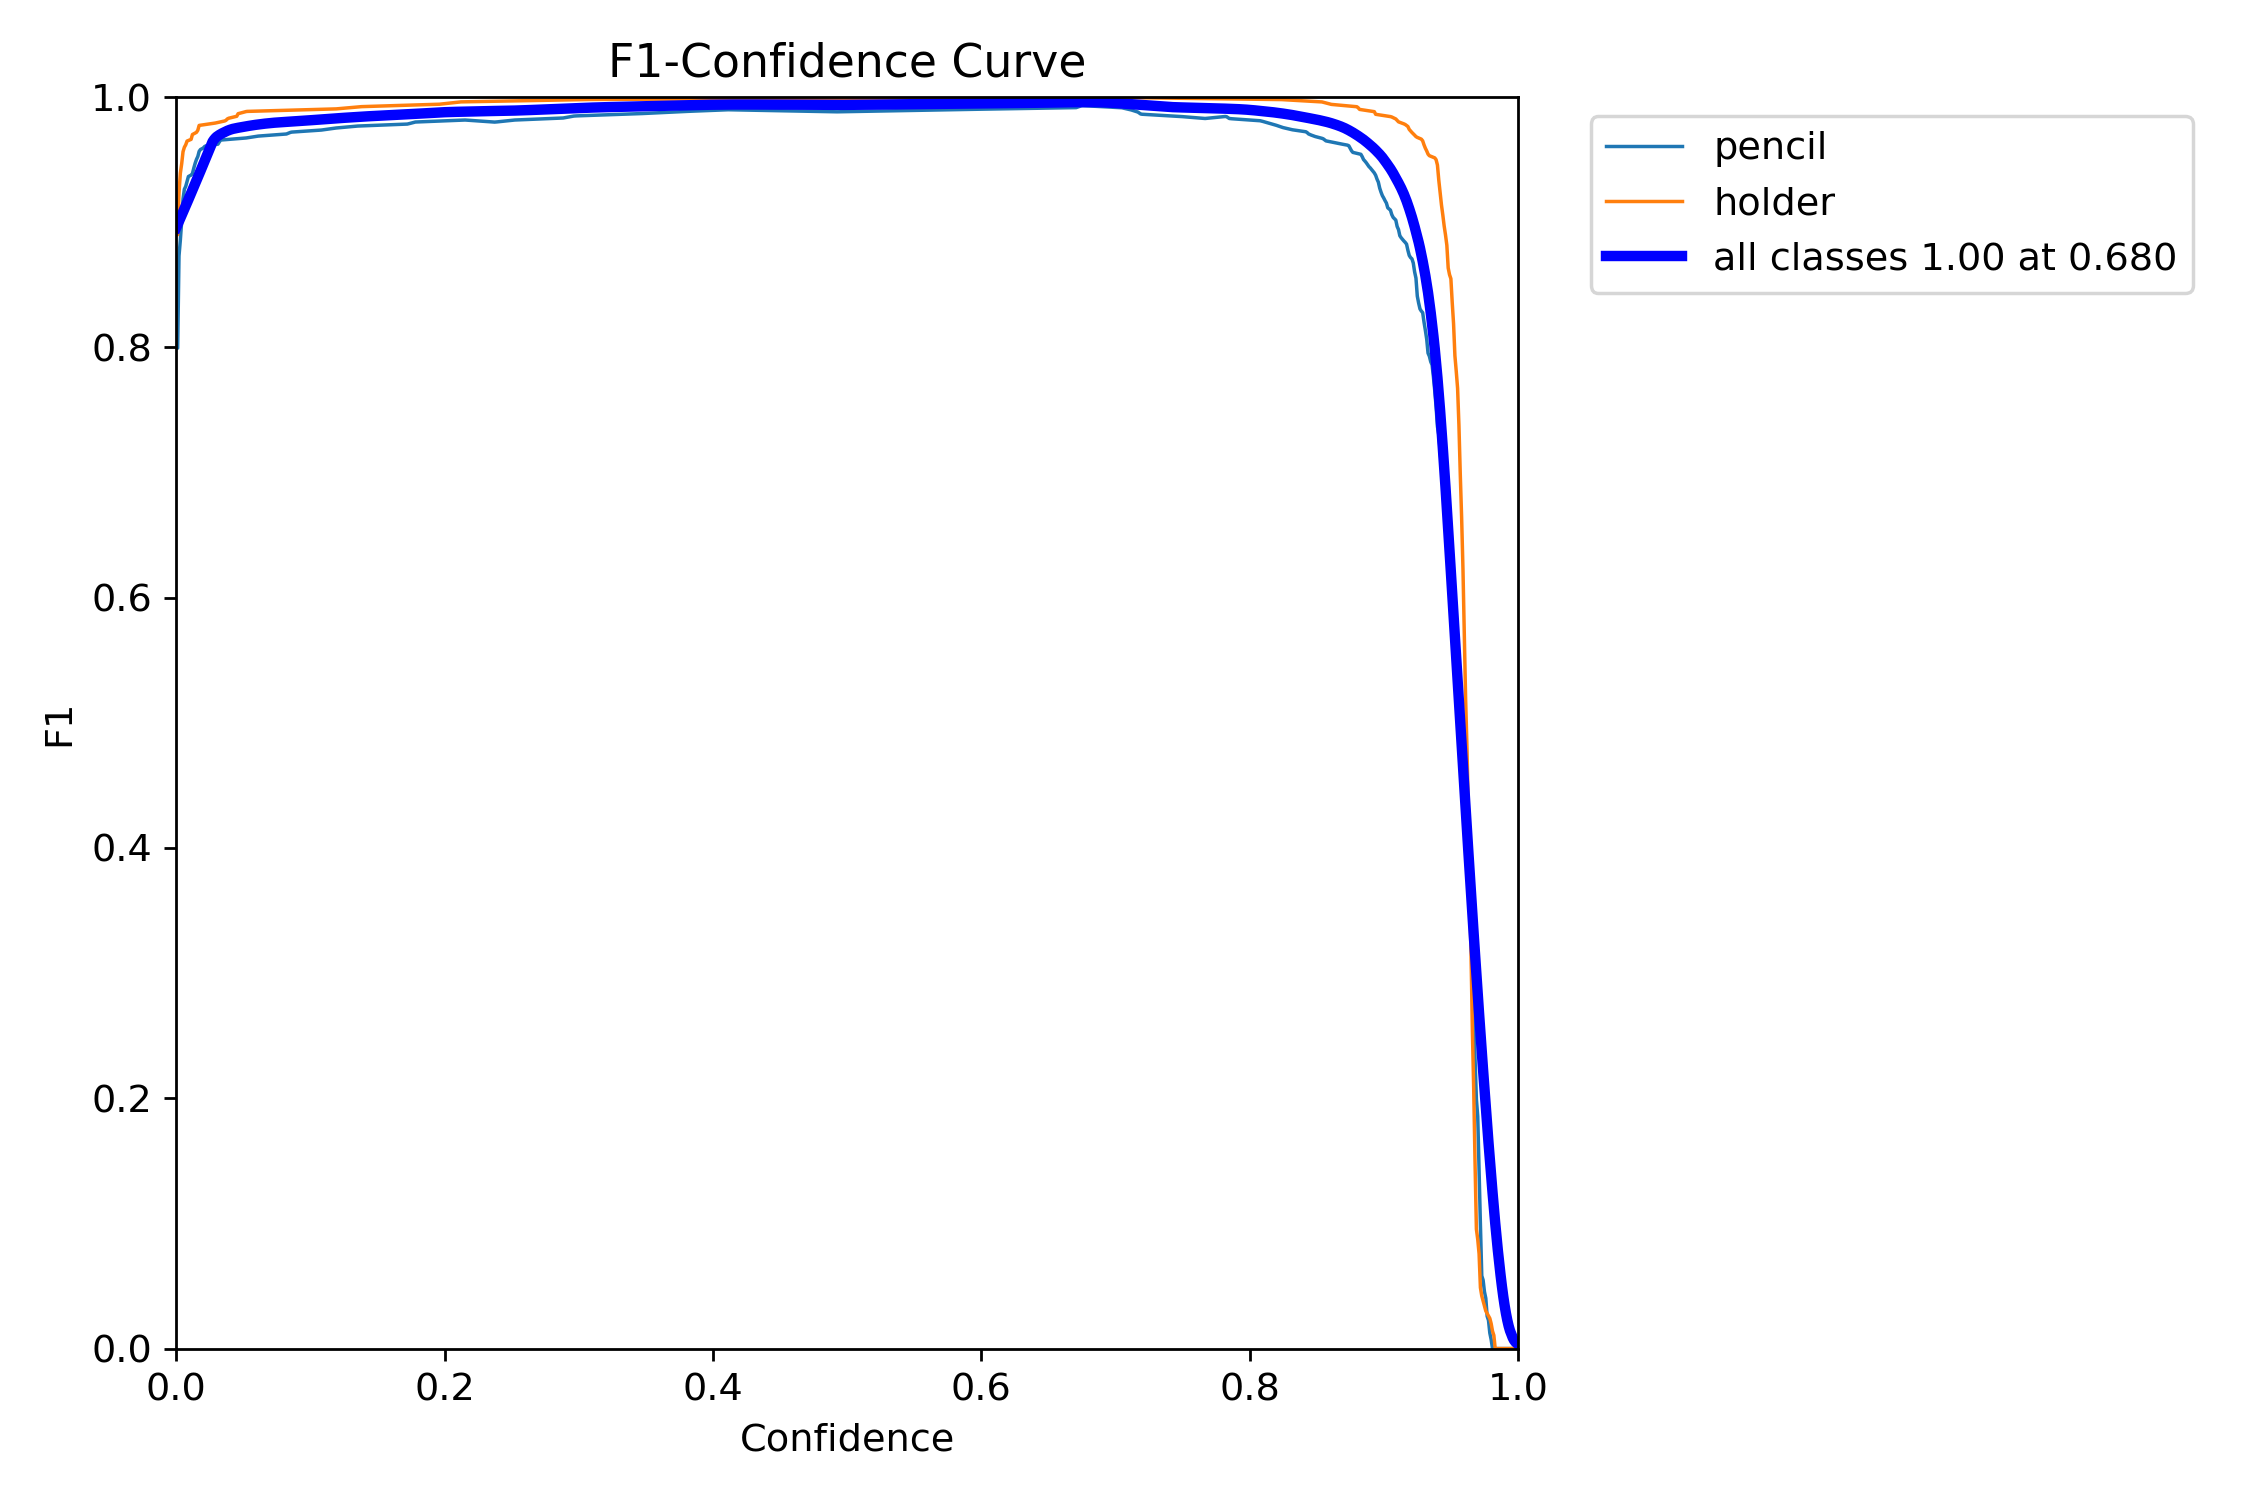 F1-Confidence Curve
pencil
holder
all classes 1.00 at 0.680
1.0
0.8
0.6
0.4
0.2
0.0
F1
0.0 0.2 0.4 0.6 0.8 1.0
Confidence